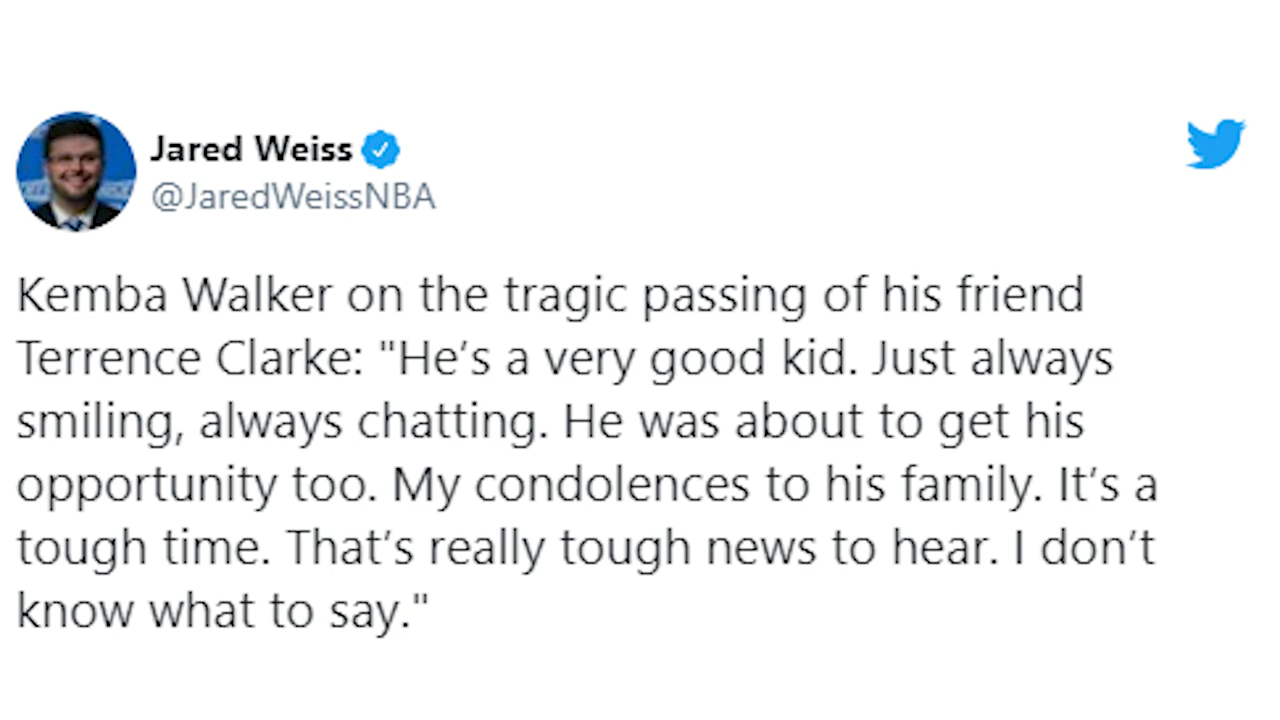 Jared Weiss
@JaredWeissNBA
Kemba Walker on the tragic passing of his friend
Terrence Clarke: "He’s a very good kid. Just always
smiling, always chatting. He was about to get his
opportunity too. My condolences to his family. It’s a
tough time. That’s really tough news to hear. I don’t
know what to say."